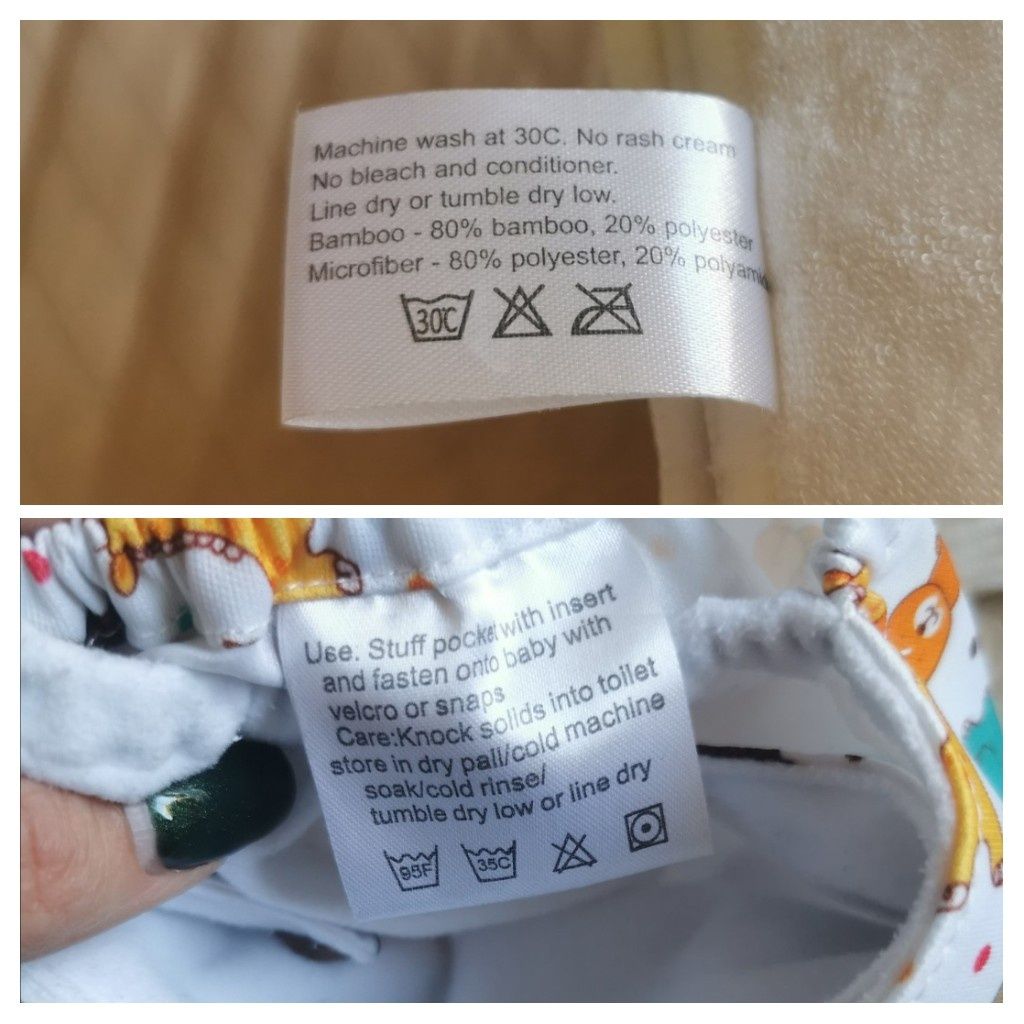 Machine wash at 30C. No rash cream
No bleach and conditioner.
Line dry or tumble dry low.
Bamboo - 80% bamboo, 20% polyester
Microfiber - 80% polyester, 20%
30C
Use. Stuff pocket with insert
and fasten onto baby with
velcro or snaps
Care:Knock solids into toilet
store in dry pall/cold machine
soak/cold rinse/
tumble dry low or line dry
95F 35C